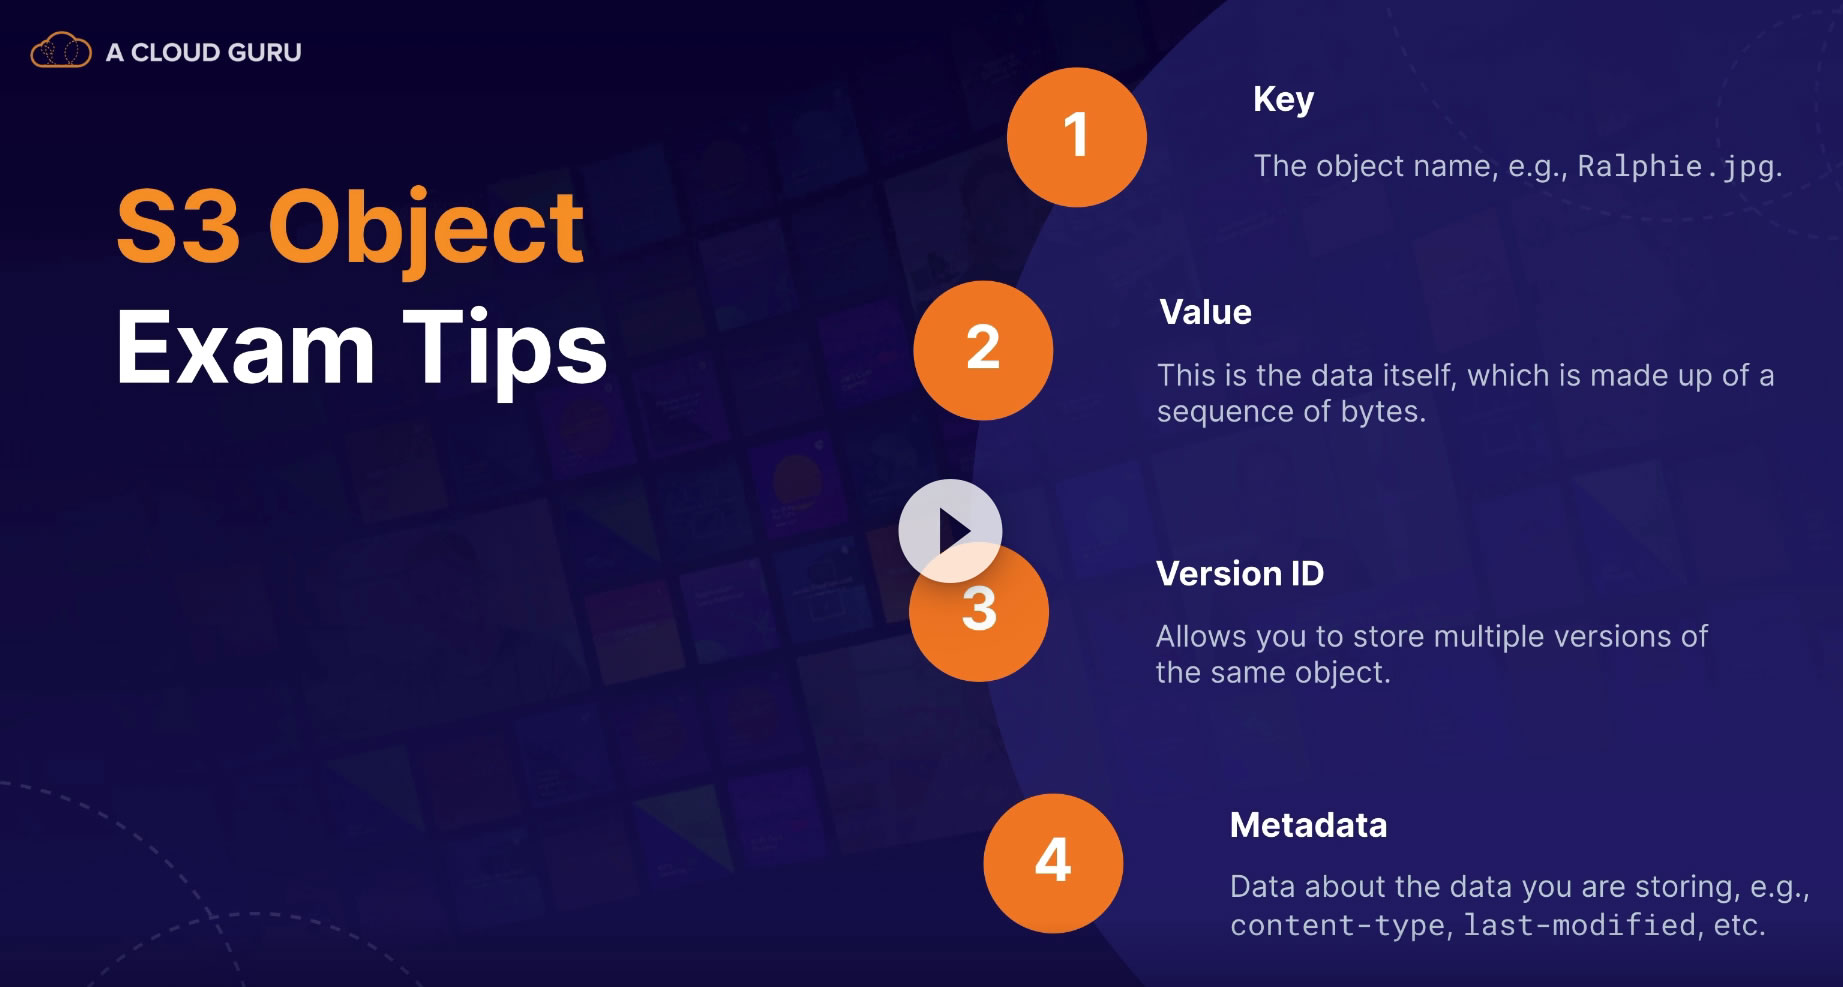 A CLOUD GURU
S3 Object
Exam Tips
1
Key
The object name, e.g., Ralphie.jpg.
2
Value
This is the data itself, which is made up of a
sequence of bytes.
3
Version ID
Allows you to store multiple versions of
the same object.
4
Metadata
Data about the data you are storing, e.g.,
content-type, last-modified, etc.